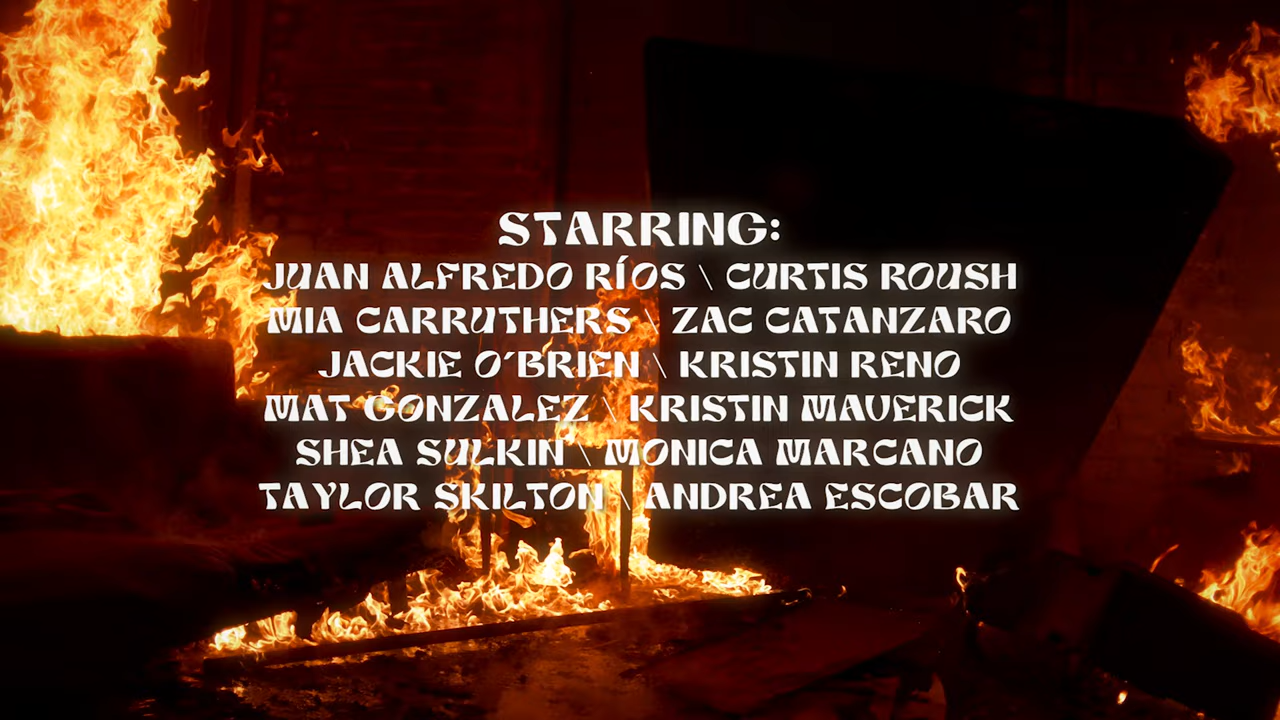 STARRING:
JUAN ALFREDO RÍOS \ CURTIS ROUSH
MIA CARRUTHERS \ ZAC CATANZARO
JACKIE O´BRIEN \ KRISTIN RENO
MAT GONZALEZ \ KRISTIN MAVERICK
SHEA SULKIN \ MONICA MARCANO
TAYLOR SKILTON \ ANDREA ESCOBAR